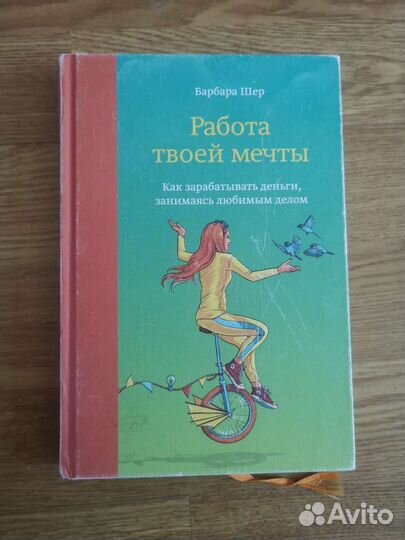 Барбара Шер
Работа
твоей мечты
Как зарабатывать деньги,
занимаясь любимым делом
Avito